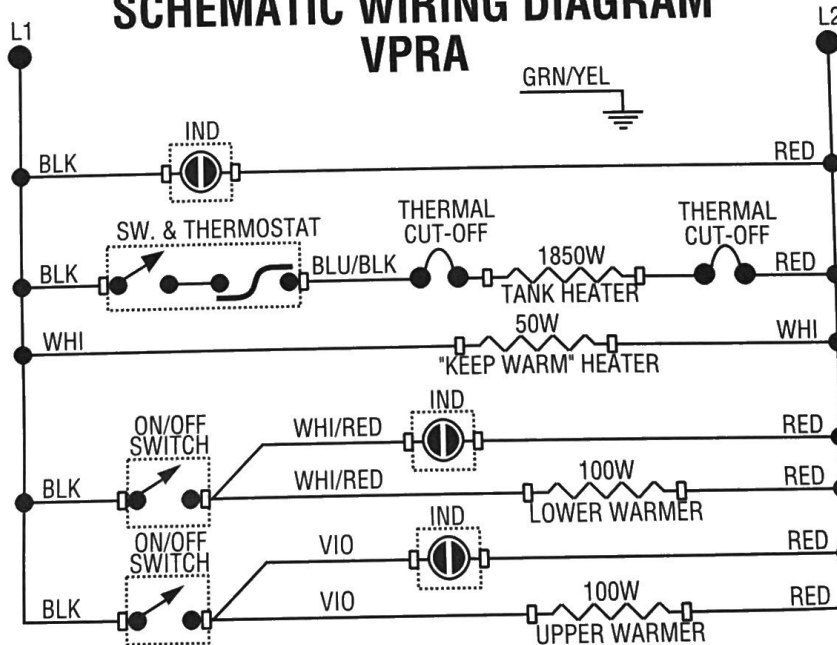 SCHEMATIC WIRING DIAGRAM
VPRA
L1
L2
GRN/YEL
IND
BLK
RED
SW. & THERMOSTAT
THERMAL
CUT-OFF
THERMAL
CUT-OFF
BLK
BLU/BLK
1850W
TANK HEATER
RED
WHI
50W
"KEEP WARM" HEATER
WHI
ON/OFF
SWITCH
IND
WHI/RED
RED
BLK
WHI/RED
100W
LOWER WARMER
RED
ON/OFF
SWITCH
IND
VIO
RED
BLK
VIO
100W
UPPER WARMER
RED